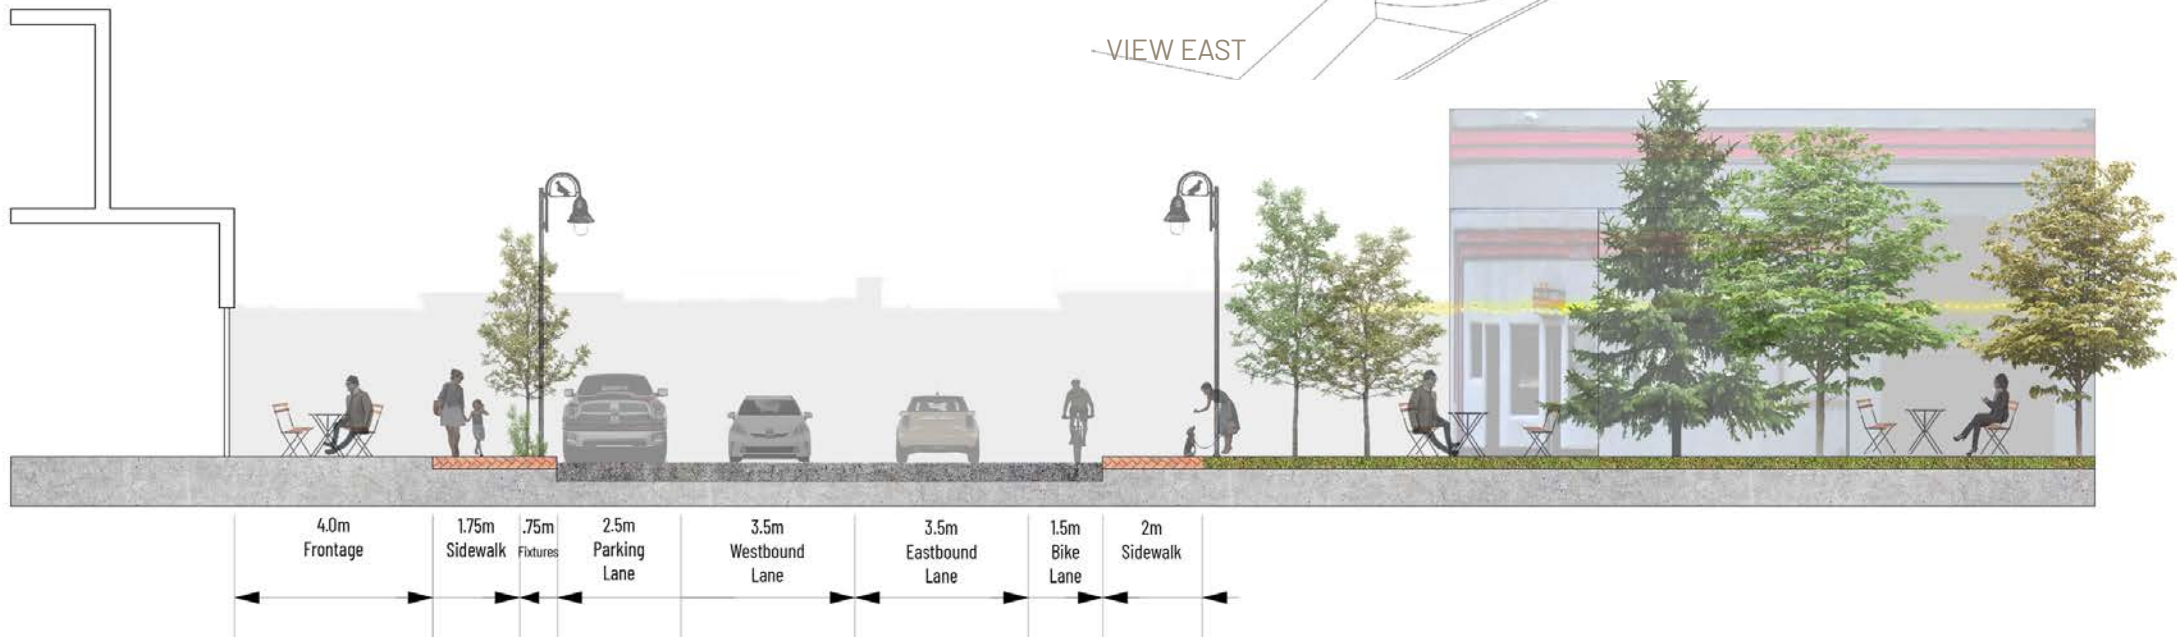 VIEW EAST
4.0m
Frontage
1.75m
Sidewalk
.75m
Fixtures
2.5m
Parking
Lane
3.5m
Westbound
Lane
3.5m
Eastbound
Lane
1.5m
Bike
Lane
2m
Sidewalk